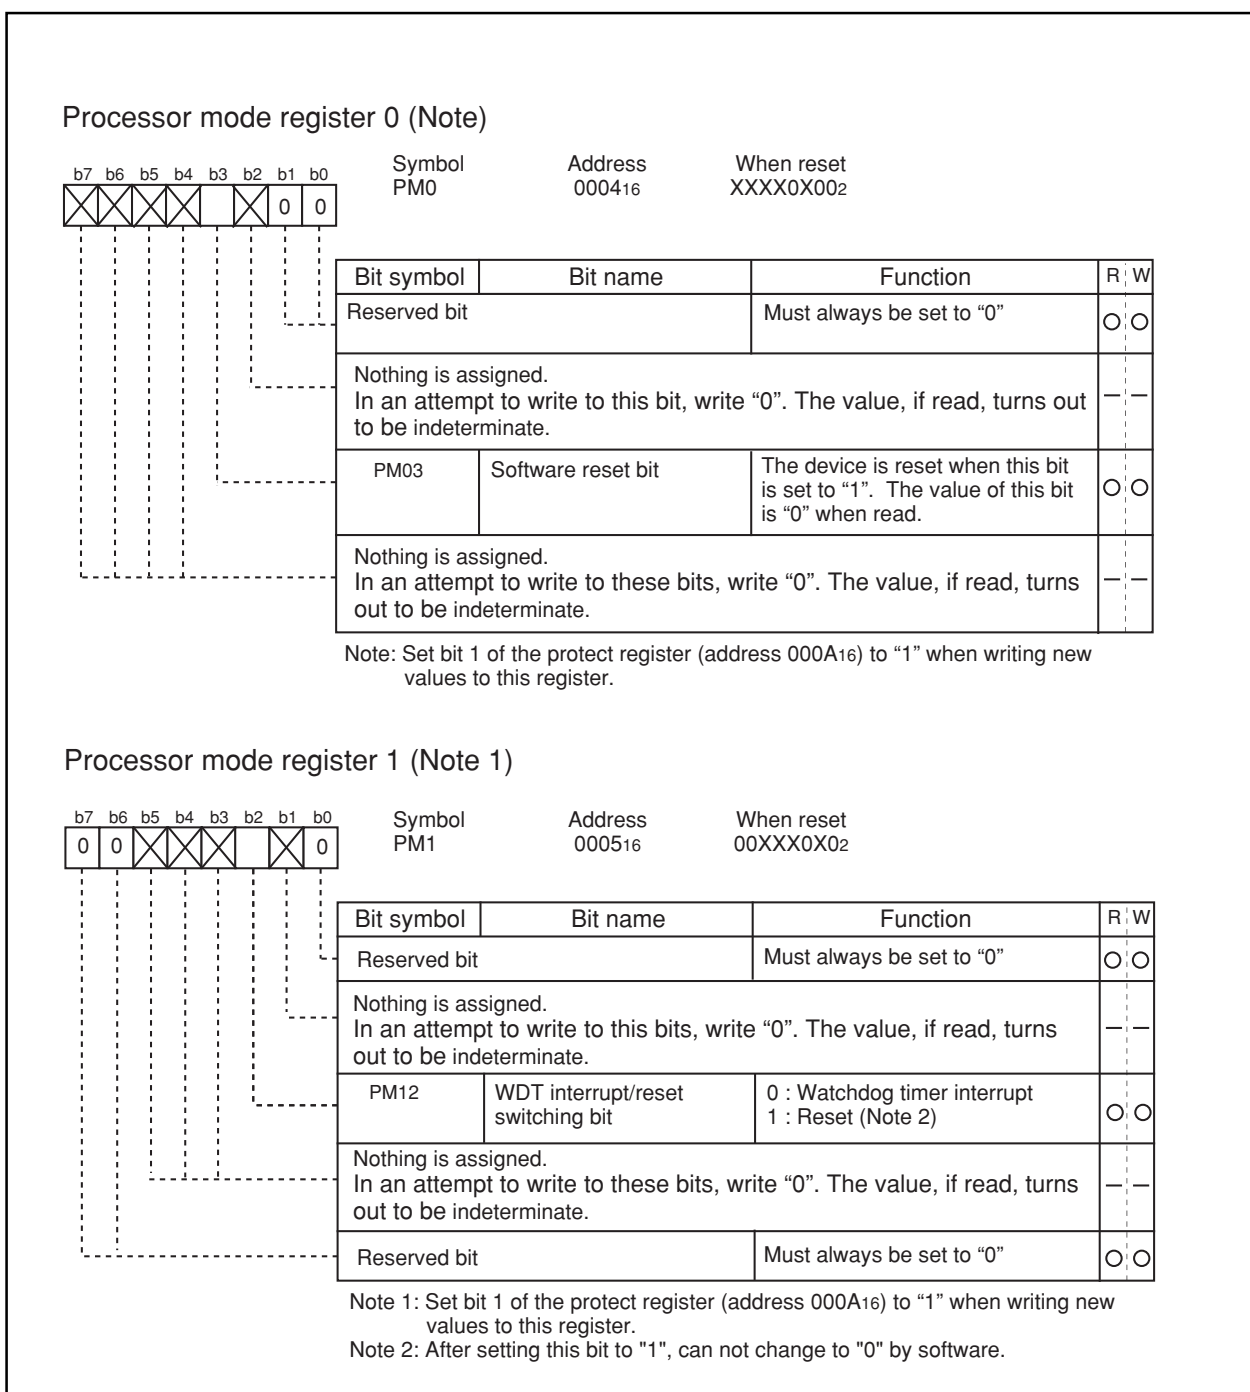 Processor mode register 0 (Note)
Symbol Address When reset
PM0 000416 XXXX0X002
b7 b6 b5 b4 b3 b2 b1 b0
0 0
Bit symbol Bit name Function R W
Reserved bit Must always be set to “0”
Nothing is assigned.
In an attempt to write to this bit, write “0”. The value, if read, turns out
to be indeterminate.
PM03 Software reset bit The device is reset when this bit
is set to “1”. The value of this bit
is “0” when read.
Nothing is assigned.
In an attempt to write to these bits, write “0”. The value, if read, turns
out to be indeterminate.
Note: Set bit 1 of the protect register (address 000A16) to “1” when writing new
values to this register.
Processor mode register 1 (Note 1)
Symbol Address When reset
PM1 000516 00XXX0X02
b7 b6 b5 b4 b3 b2 b1 b0
0 0 0
Bit symbol Bit name Function R W
Reserved bit Must always be set to “0”
Nothing is assigned.
In an attempt to write to this bits, write “0”. The value, if read, turns
out to be indeterminate.
PM12 WDT interrupt/reset 0 : Watchdog timer interrupt
switching bit 1 : Reset (Note 2)
Nothing is assigned.
In an attempt to write to these bits, write “0”. The value, if read, turns
out to be indeterminate.
Reserved bit Must always be set to “0”
Note 1: Set bit 1 of the protect register (address 000A16) to “1” when writing new
values to this register.
Note 2: After setting this bit to "1", can not change to "0" by software.